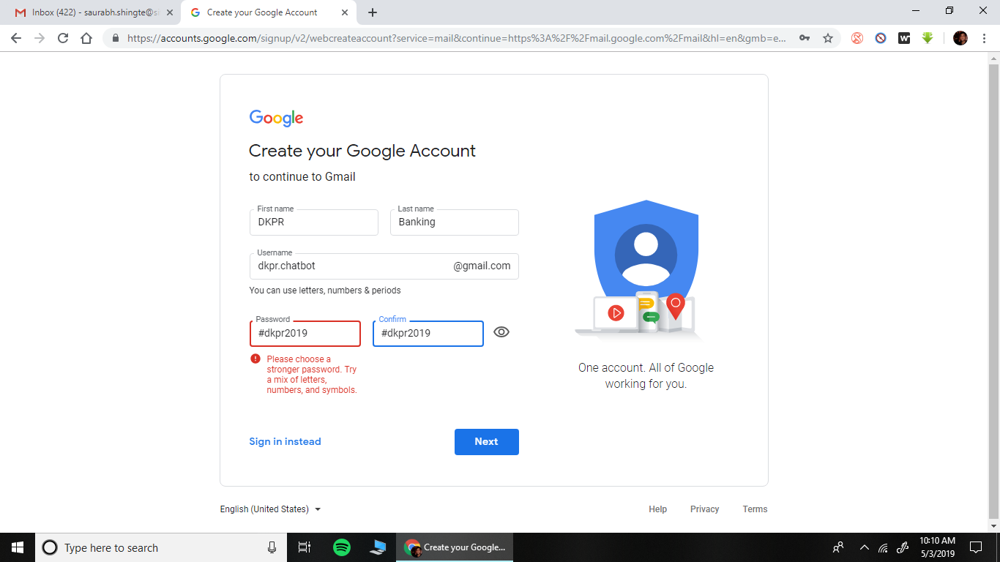 Inbox (422) - saurabh.shingte@si
Create your Google Account
https://accounts.google.com/signup/v2/webcreateaccount?service=mail&continue=https%3A%2F%2Fmail.google.com%2Fmail&hl=en&gmb=e...
Google
Create your Google Account
to continue to Gmail
First name
Last name
DKPR
Banking
Username
dkpr.chatbot
@gmail.com
You can use letters, numbers & periods
Password
Confirm
#dkpr2019
#dkpr2019
Please choose a
stronger password. Try
a mix of letters,
numbers, and symbols.
One account. All of Google
working for you.
Sign in instead
Next
English (United States)
Help
Privacy
Terms
Type here to search
Create your Google...
10:10 AM
5/3/2019